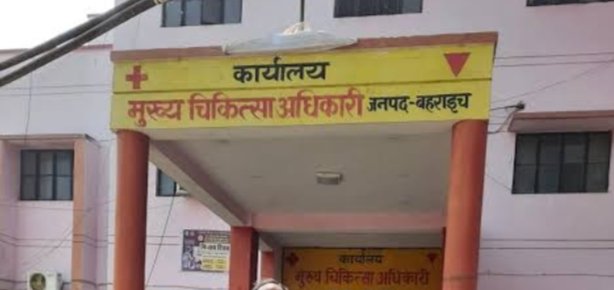 कार्यालय
मुख्य चिकित्सा अधिकारी जनपद-बहराइच
कार्यालय
मुख्य चिकित्सा अधिकारी